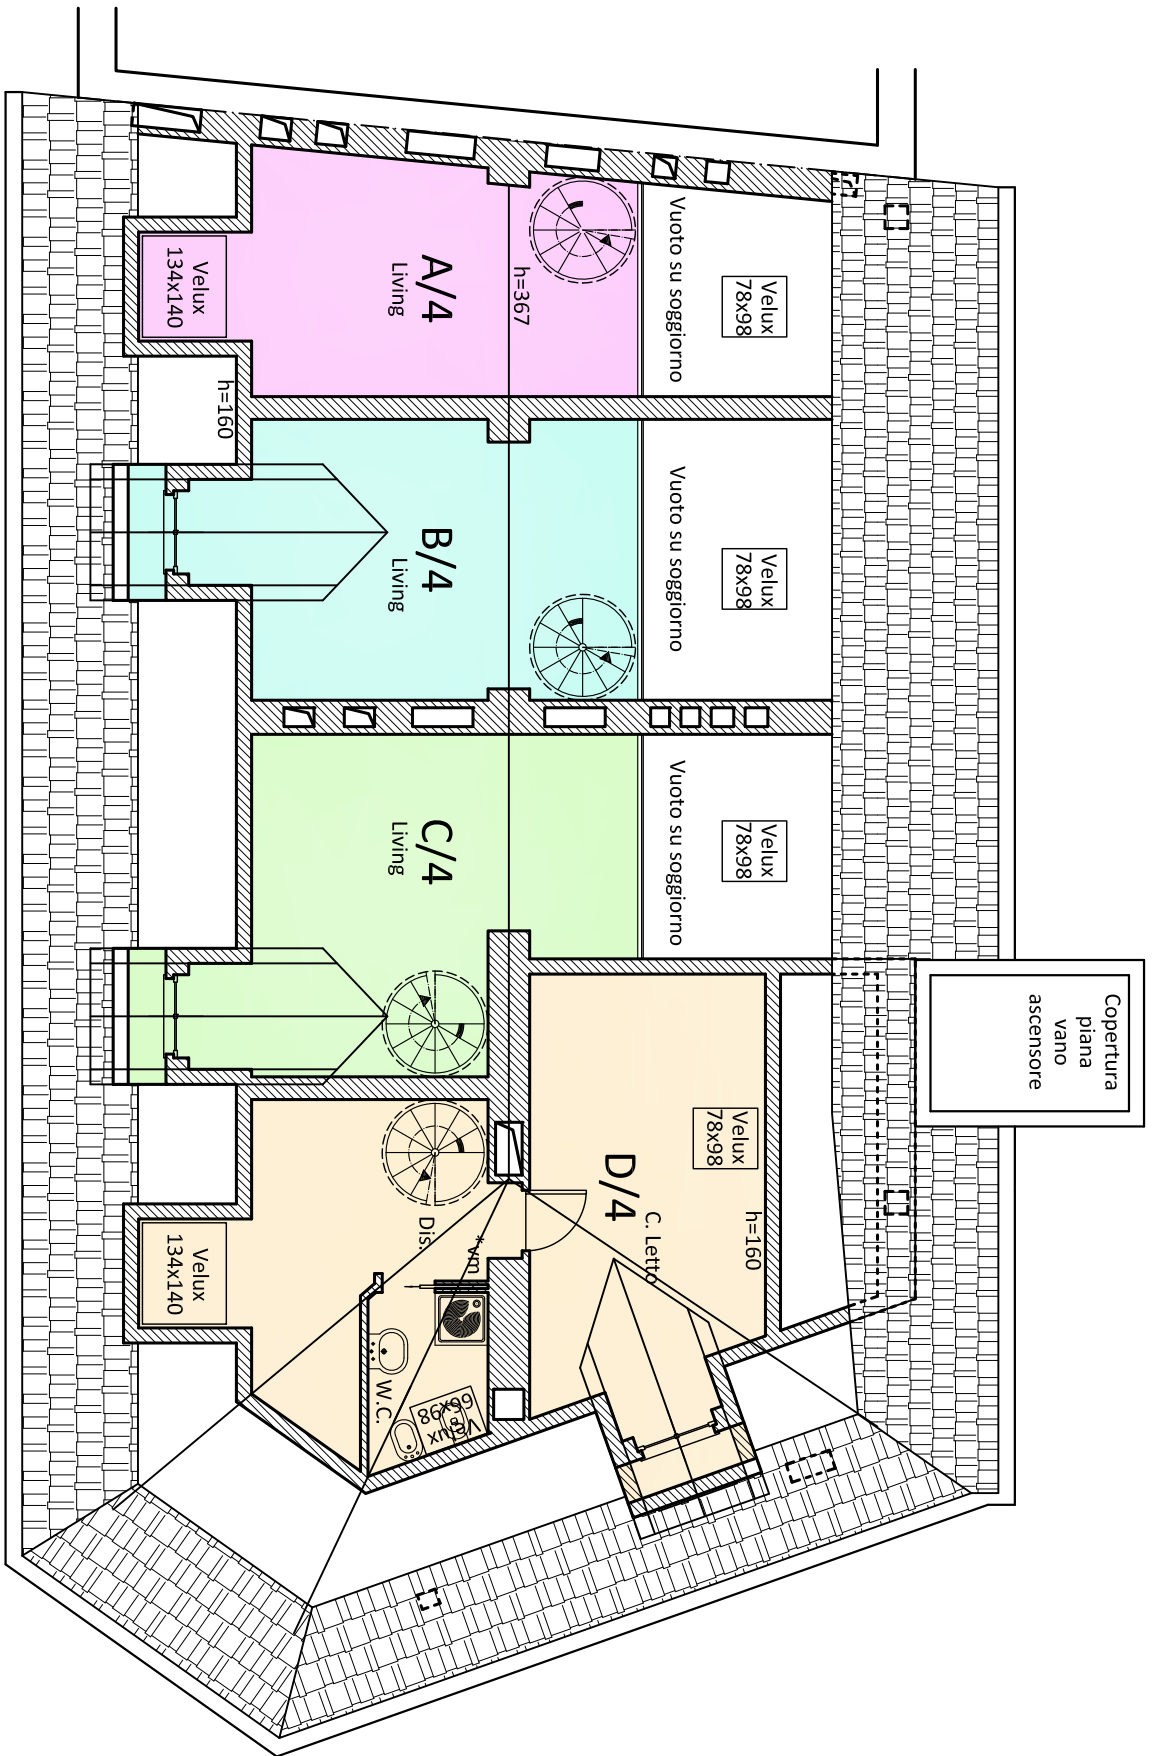 Velux
78x98
Vuoto su soggiorno
h=367
A/4
Living
Velux
134x140
h=160
Velux
78x98
Vuoto su soggiorno
B/4
Living
Velux
78x98
Vuoto su soggiorno
C/4
Living
Copertura
piana
vano
ascensore
Velux
78x98
h=160
D/4
C. Letto
Dis.
vm*
W.C.
Velux
66x98
Velux
134x140